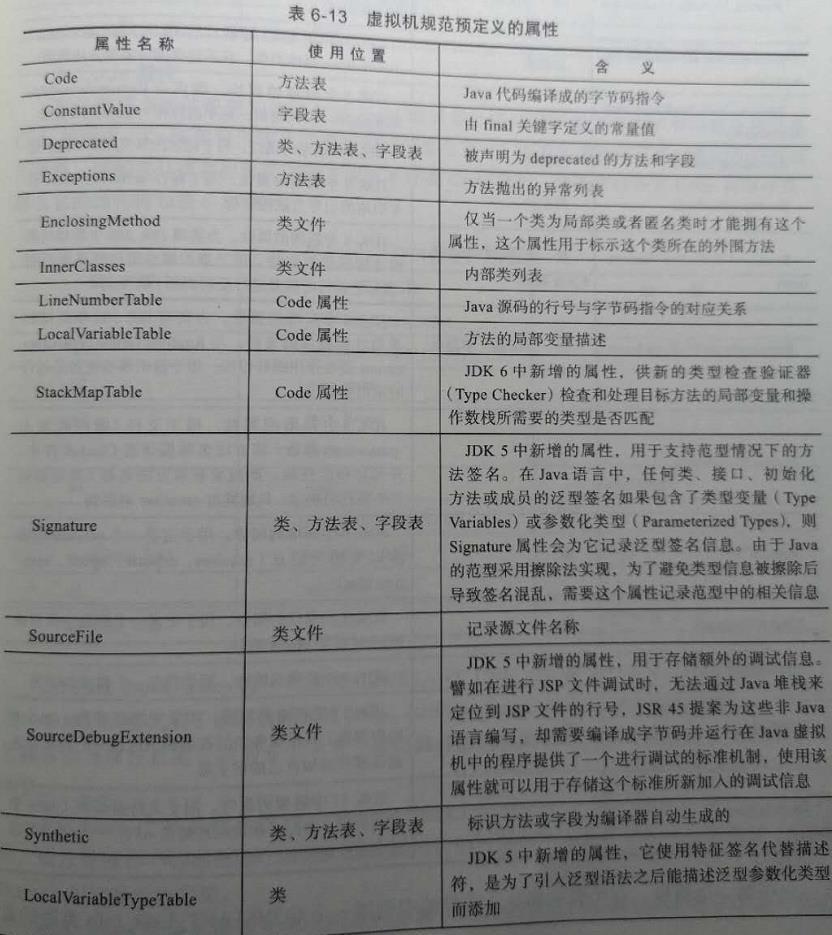 表 6-13 虚拟机规范预定义的属性
属性名称 使用位置 含义
Code 方法表 Java 代码编译成的字节码指令
ConstantValue 字段表 由 final 关键字定义的常量值
Deprecated 类、方法表、字段表 被声明为 deprecated 的方法和字段
Exceptions 方法表 方法抛出的异常列表
EnclosingMethod 类文件 仅当一个类为局部类或者匿名类时才能拥有这个
属性，这个属性用于标示这个类所在的外围方法
InnerClasses 类文件 内部类列表
LineNumberTable Code 属性 Java 源码的行号与字节码指令的对应关系
LocalVariableTable Code 属性 方法的局部变量描述
StackMapTable Code 属性 JDK 6 中新增的属性，供新的类型检查验证器
（Type Checker）检查和处理目标方法的局部变量和操
作数栈所需要的类型是否匹配
Signature 类、方法表、字段表 JDK 5 中新增的属性，用于支持范型情况下的方
法签名。在 Java 语言中，任何类、接口、初始化
方法或成员的泛型签名如果包含了类型变量（Type
Variables）或参数化类型（Parameterized Types），则
Signature 属性会为它记录泛型签名信息。由于 Java
的范型采用擦除法实现，为了避免类型信息被擦除后
导致签名混乱，需要这个属性记录范型中的相关信息
SourceFile 类文件 记录源文件名称
SourceDebugExtension 类文件 JDK 5 中新增的属性，用于存储额外的调试信息。
譬如在进行 JSP 文件调试时，无法通过 Java 堆栈来
定位到 JSP 文件的行号，JSR 45 提案为这些非 Java
语言编写，却需要编译成字节码并运行在 Java 虚拟
机中的程序提供了一个进行调试的标准机制，使用该
属性就可以用于存储这个标准所新加入的调试信息
Synthetic 类、方法表、字段表 标识方法或字段为编译器自动生成的
LocalVariableTypeTable 类 JDK 5 中新增的属性，它使用特征签名代替描述
符，是为了引入泛型语法之后能描述泛型参数化类型
而添加